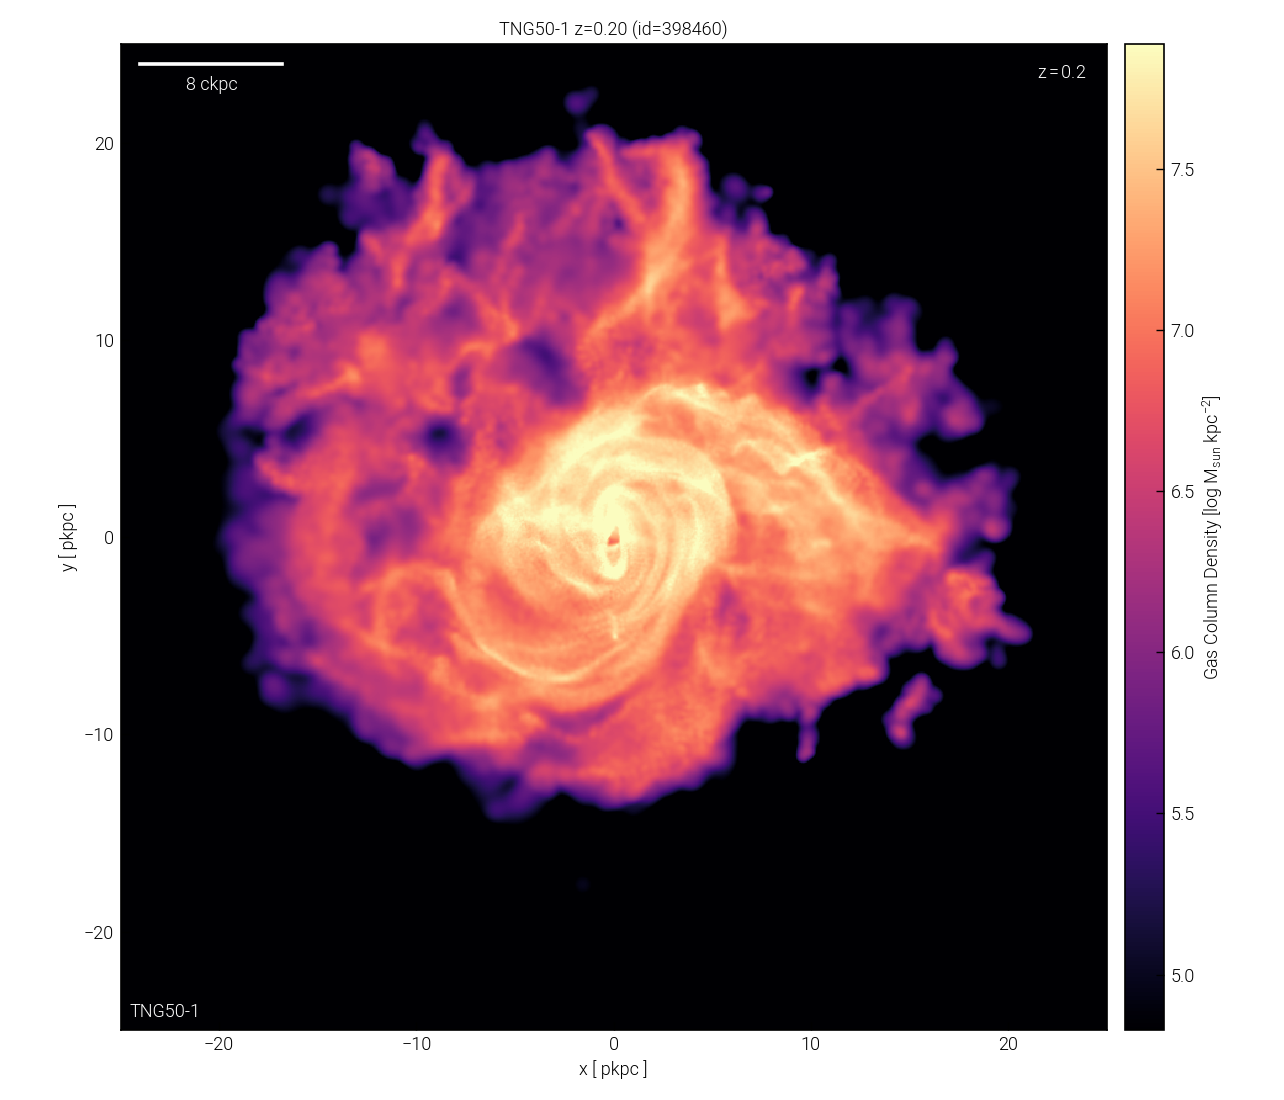 TNG50-1 z=0.20 (id=398460)
8 ckpc
z=0.2
20
10
0
−10
−20
y [ pkpc ]
TNG50-1
−20
−10
0
10
20
x [ pkpc ]
7.5
7.0
6.5
6.0
5.5
5.0
Gas Column Density [log M_sun kpc⁻²]